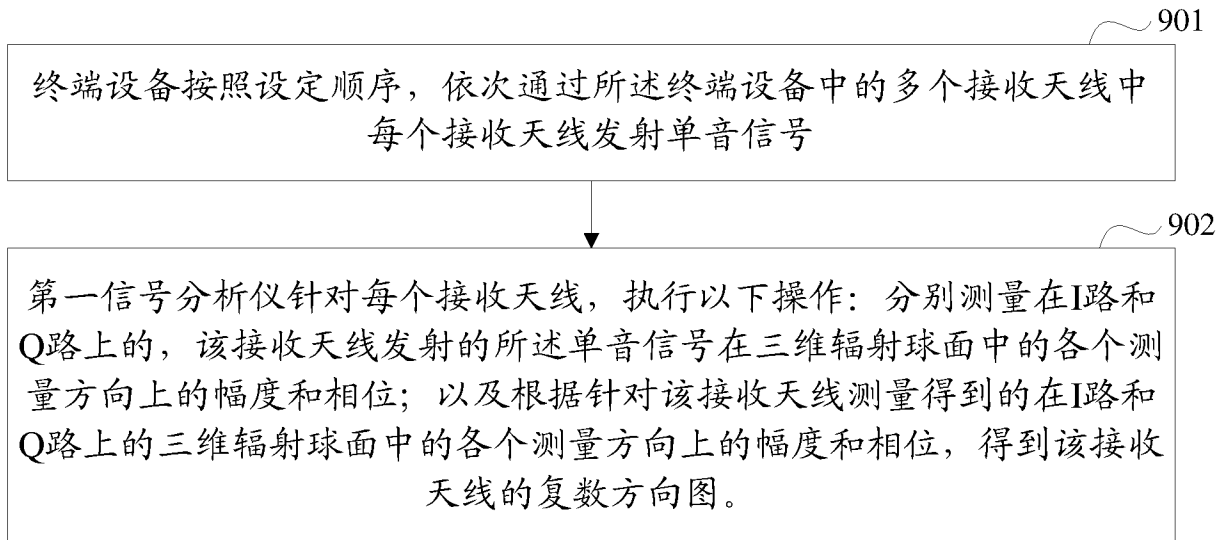 901
终端设备按照设定顺序，依次通过所述终端设备中的多个接收天线中
每个接收天线发射单音信号
902
第一信号分析仪针对每个接收天线，执行以下操作：分别测量在I路和
Q路上的，该接收天线发射的所述单音信号在三维辐射球面中的各个测
量方向上的幅度和相位；以及根据针对该接收天线测量得到的在I路和
Q路上的三维辐射球面中的各个测量方向上的幅度和相位，得到该接收
天线的复数方向图。